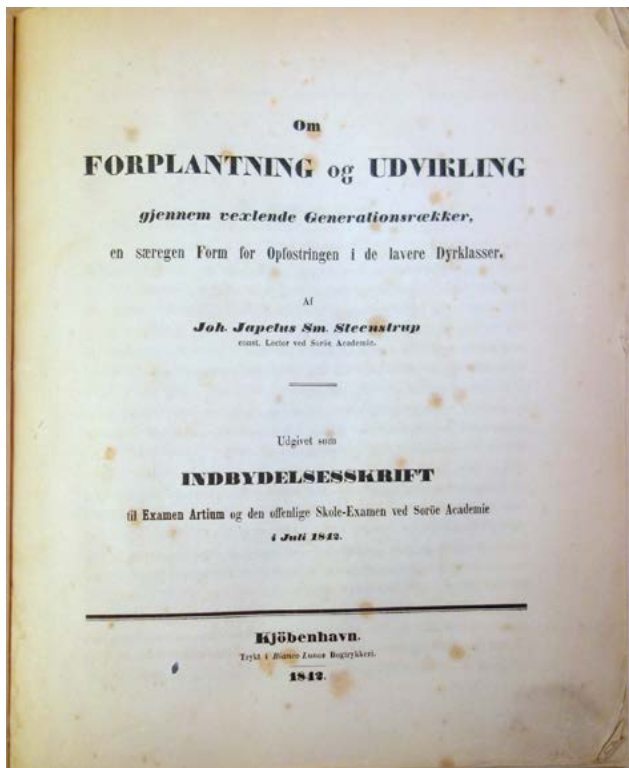 Om
FORPLANTNING og UDVIKLING
gjennem vexlende Generationsrækker,
en særegen Form for Opfostringen i de lavere Dyrklasser.
Af
Joh. Japetus Sm. Steenstrup
const. Lector ved Soröe Academie.
Udgivet som
INDBYDELSESSKRIFT
til Examen Artium og den offenlige Skole-Examen ved Soröe Academie
i Juli 1842.
Kjöbenhavn.
Trykt i Bianco Lunos Bogtrykkeri.
1842.